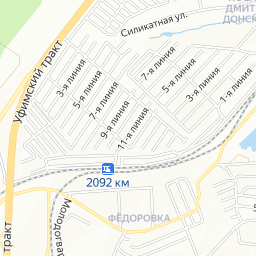 ДМИТ
ДОНСК
Силикатная ул.
Уфимский тракт
3-я линия
5-я линия
7-я линия
9-я линия
11-я линия
7-я линия
5-я линия
3-я линия
1-я линия
2092 км
ФЁДОРОВКА
Молодогва
тракт